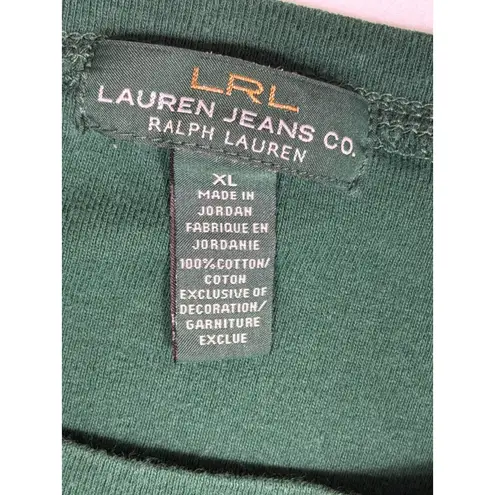 LRL
LAUREN JEANS CO.
RALPH LAUREN
XL
MADE IN
JORDAN
FABRIQUE EN
JORDANIE
100% COTTON/
COTON
EXCLUSIVE OF
DECORATION/
GARNITURE
EXCLUE